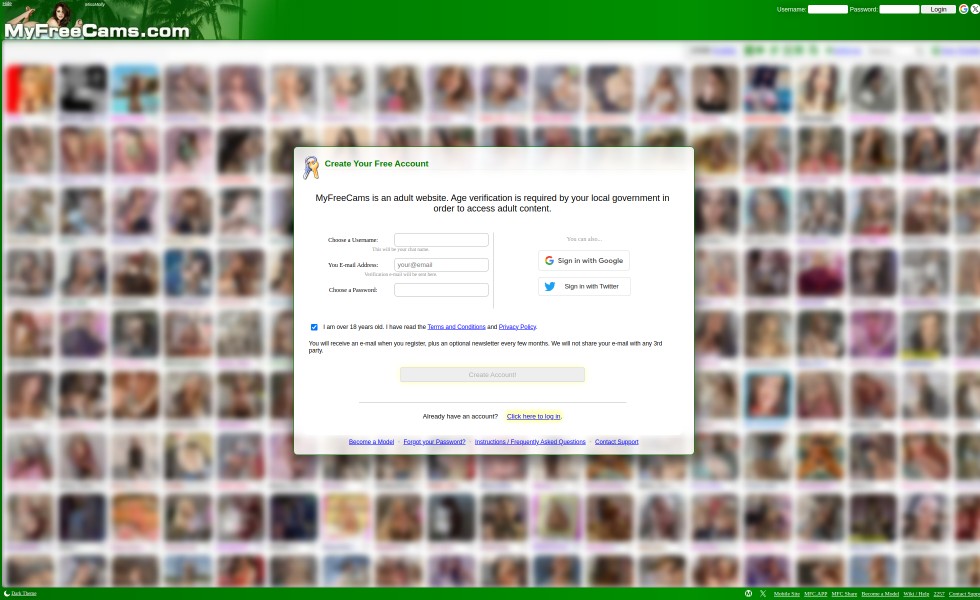 Username: Password: Login
MyFreeCams.com
Create Your Free Account
MyFreeCams is an adult website. Age verification is required by your local government in
order to access adult content.
Choose a Username:
This will be your chat name.
You E-mail Address: your@email
Verification e-mail will be sent here.
Choose a Password:
You can also...
Sign in with Google
Sign in with Twitter
I am over 18 years old. I have read the Terms and Conditions and Privacy Policy.
You will receive an e-mail when you register, plus an optional newsletter every few months. We will not share your e-mail with any 3rd
party.
Create Account!
Already have an account? Click here to log in.
Become a Model - Forgot your Password? - Instructions / Frequently Asked Questions - Contact Support
Dark Theme
Mobile Site MFC.APP MFC Share Become a Model Wiki / Help 2257 Contact